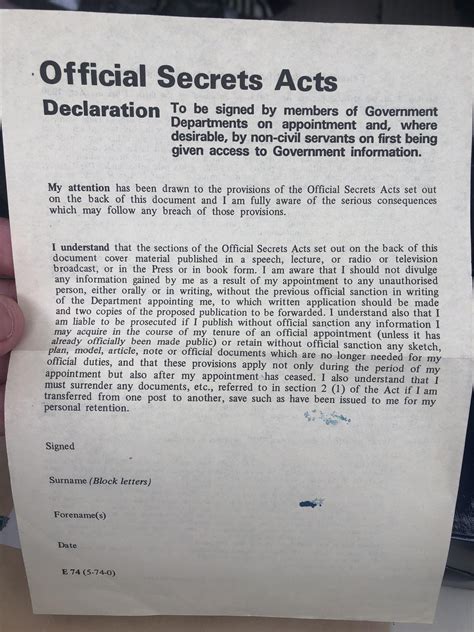 Official Secrets Acts
Declaration To be signed by members of Government
Departments on appointment and, where
desirable, by non-civil servants on first being
given access to Government information.
My attention has been drawn to the provisions of the Official Secrets Acts set out
on the back of this document and I am fully aware of the serious consequences
which may follow any breach of those provisions.
I understand that the sections of the Official Secrets Acts set out on the back of this
document cover material published in a speech, lecture, or radio or television
broadcast, or in the Press or in book form. I am aware that I should not divulge
any information gained by me as a result of my appointment to any unauthorised
person, either orally or in writing, without the previous official sanction in writing
of the Department appointing me, to which written application should be made
and two copies of the proposed publication to be forwarded. I understand also that I
am liable to be prosecuted if I publish without official sanction any information I
may acquire in the course of my tenure of an official appointment (unless it has
already officially been made public) or retain without official sanction any sketch,
plan, model, article, note or official documents which are no longer needed for my
official duties, and that these provisions apply not only during the period of my
appointment but also after my appointment has ceased. I also understand that I
must surrender any documents, etc., referred to in section 2 (1) of the Act if I am
transferred from one post to another, save such as have been issued to me for my
personal retention.
Signed
Surname (Block letters)
Forename(s)
Date
E 74 (5-74-0)